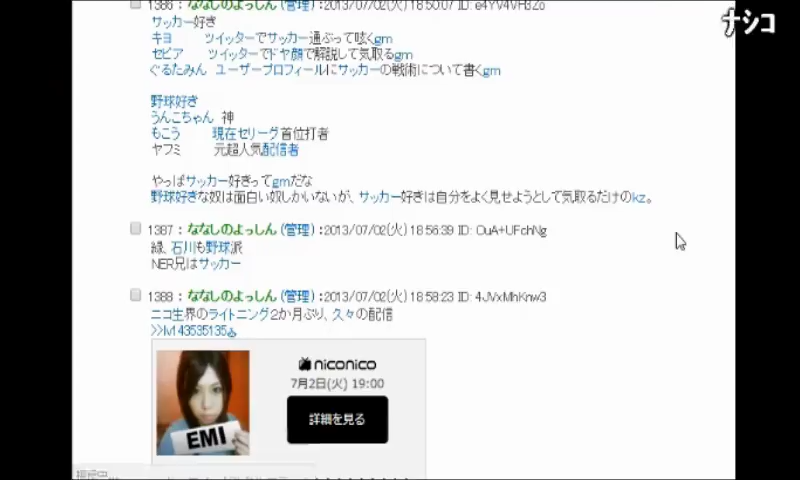 ナシコ
1386 : ななしのよっしん (管理) :2013/07/02(火) 18:50:07 ID: e4YV4VH3Zo
サッカー好き
キヨ ツイッターでサッカー通ぶって呟くgm
セピア ツイッターでドヤ顔で解説して気取るgm
ぐるたみん ユーザープロフィールにサッカーの戦術について書くgm
野球好き
うんこちゃん 神
もこう 現在セリーグ首位打者
ヤフミ 元超人気配信者
やっぱサッカー好きってgmだな
野球好きな奴は面白い奴しかいないが、サッカー好きは自分をよく見せようとして気取るだけのkz。
1387 : ななしのよっしん (管理) :2013/07/02(火) 18:56:39 ID: OuA+UFchNg
緑、石川も野球派
NER兄はサッカー
1388 : ななしのよっしん (管理) :2013/07/02(火) 18:58:23 ID: 4JVxMhKnw3
ニコ生界のライトニング2か月ぶり、久々の配信
>>lv143535135
niconico
7月2日(火) 19:00
詳細を見る
EMI